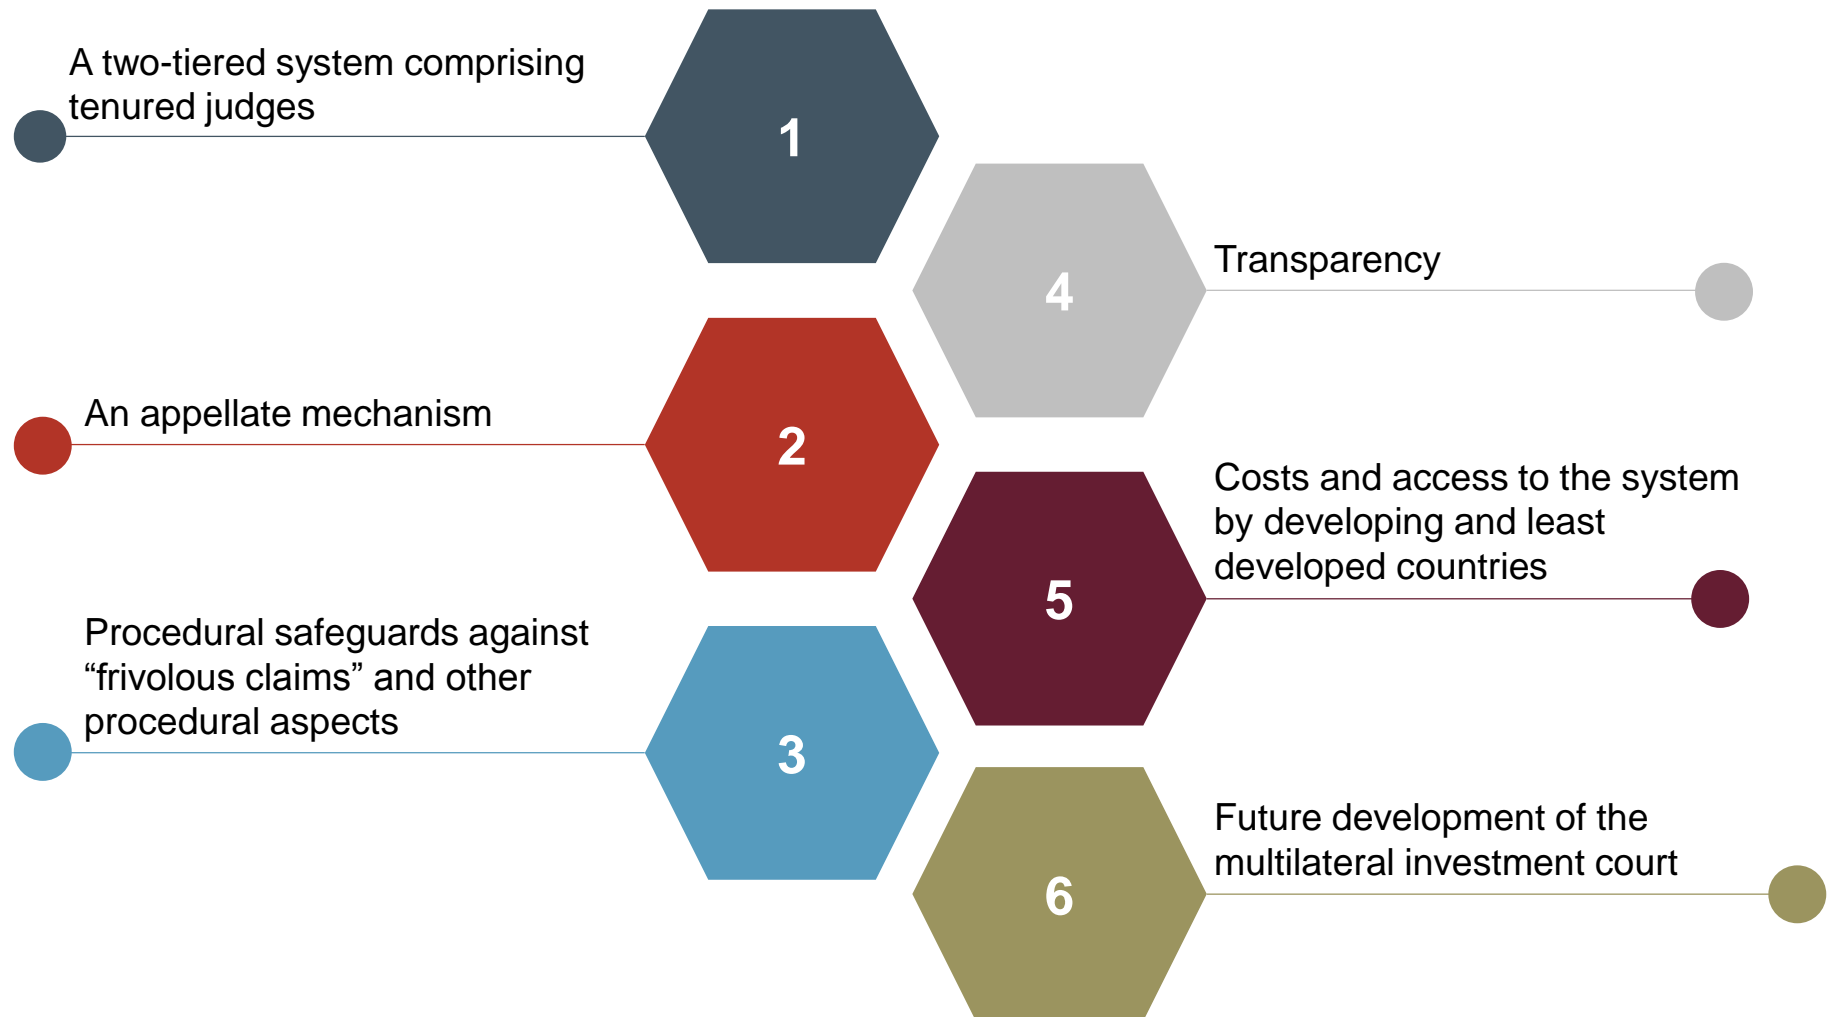 A two-tiered system comprising
tenured judges
1
An appellate mechanism
2
Procedural safeguards against
“frivolous claims” and other
procedural aspects
3
4
Transparency
5
Costs and access to the system
by developing and least
developed countries
6
Future development of the
multilateral investment court